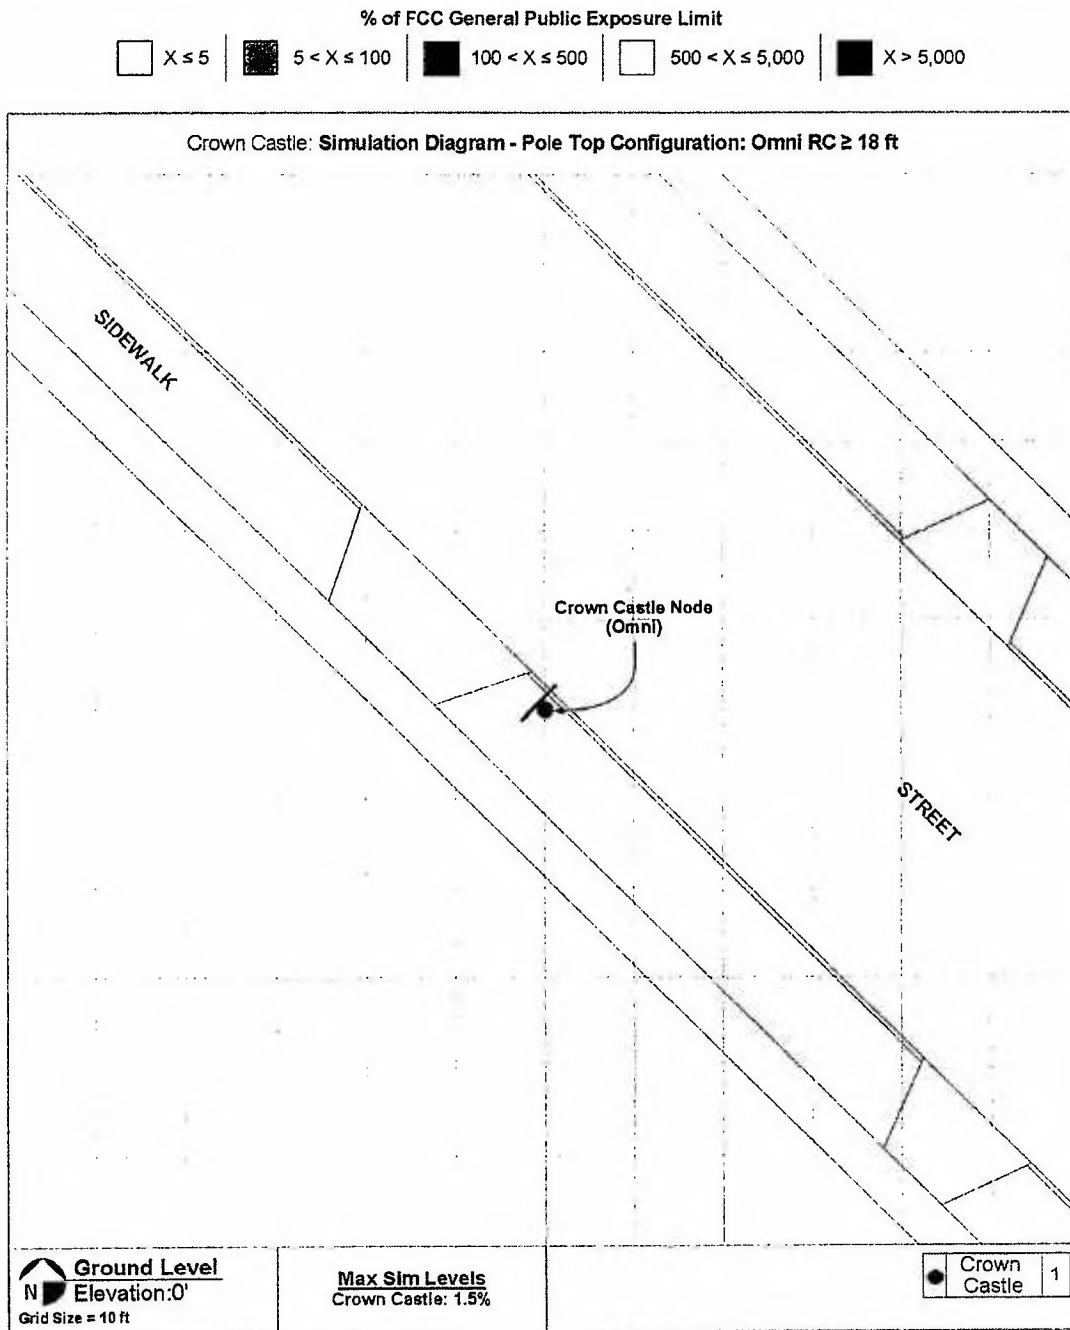 % of FCC General Public Exposure Limit
X ≤ 5
5 < X ≤ 100
100 < X ≤ 500
500 < X ≤ 5,000
X > 5,000
Crown Castle: Simulation Diagram - Pole Top Configuration: Omni RC ≥ 18 ft
SIDEWALK
Crown Castle Node
(Omni)
STREET
N
Ground Level
Elevation:0'
Grid Size = 10 ft
Max Sim Levels
Crown Castle: 1.5%
Crown
Castle
1